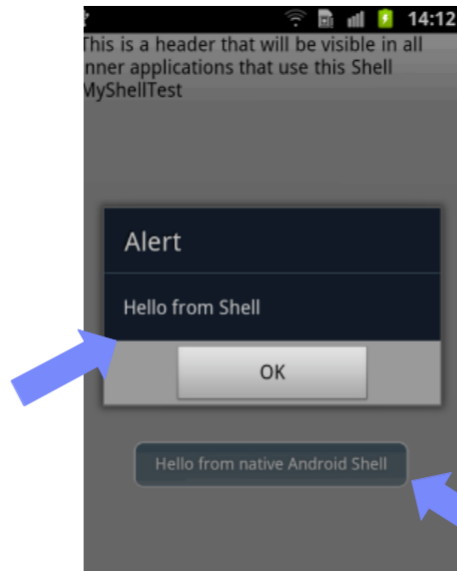 14:12
This is a header that will be visible in all
nner applications that use this Shell
MyShellTest
Alert
Hello from Shell
OK
Hello from native Android Shell